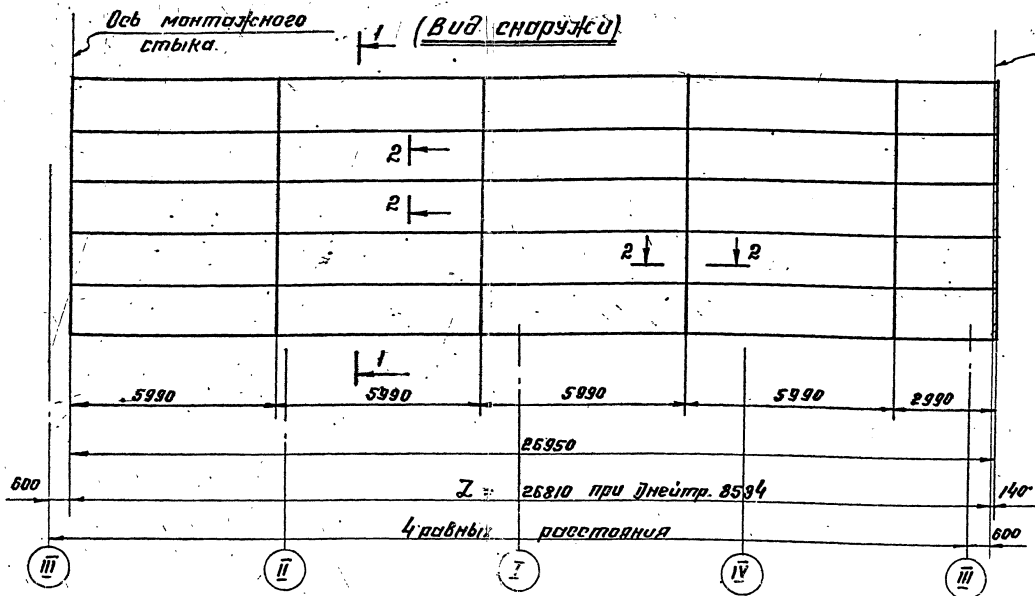 Ось монтажного
стыка.
(Вид снаружи)
1
2
2
2 2
1
5990 5990 5990 5990 2990
26950
600 L = 26810 при Днейтр. 8594 140
4 равных расстояния 600
III II I IV III